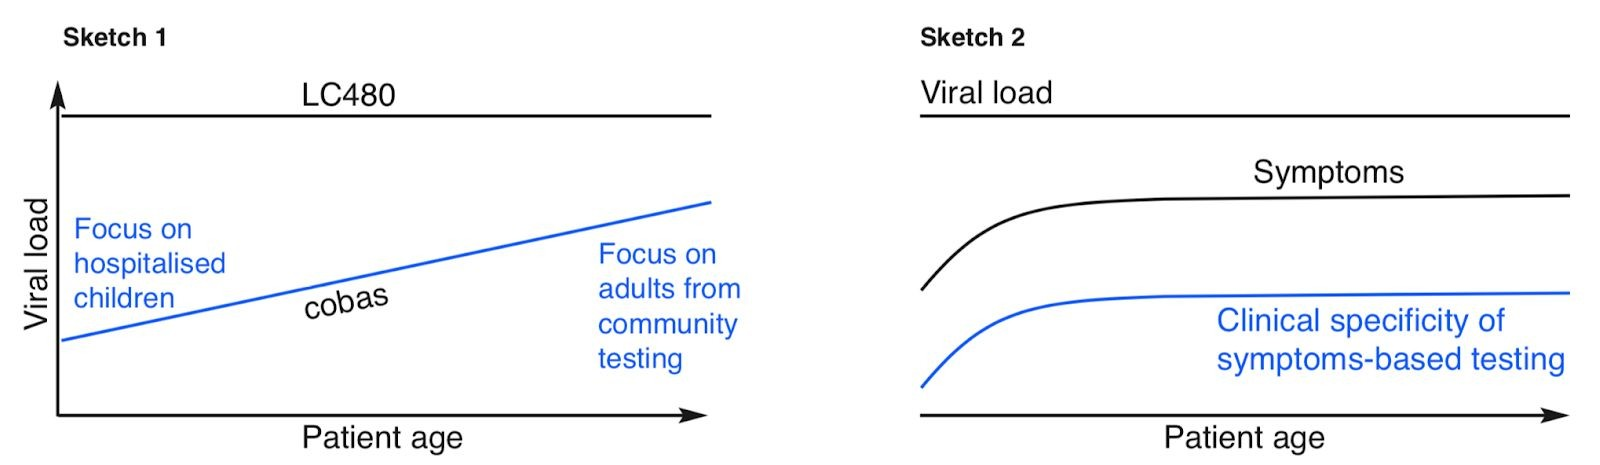 Sketch 1
LC480
Viral load
Focus on
hospitalised
children
cobas
Focus on
adults from
community
testing
Patient age
Sketch 2
Viral load
Symptoms
Clinical specificity of
symptoms-based testing
Patient age